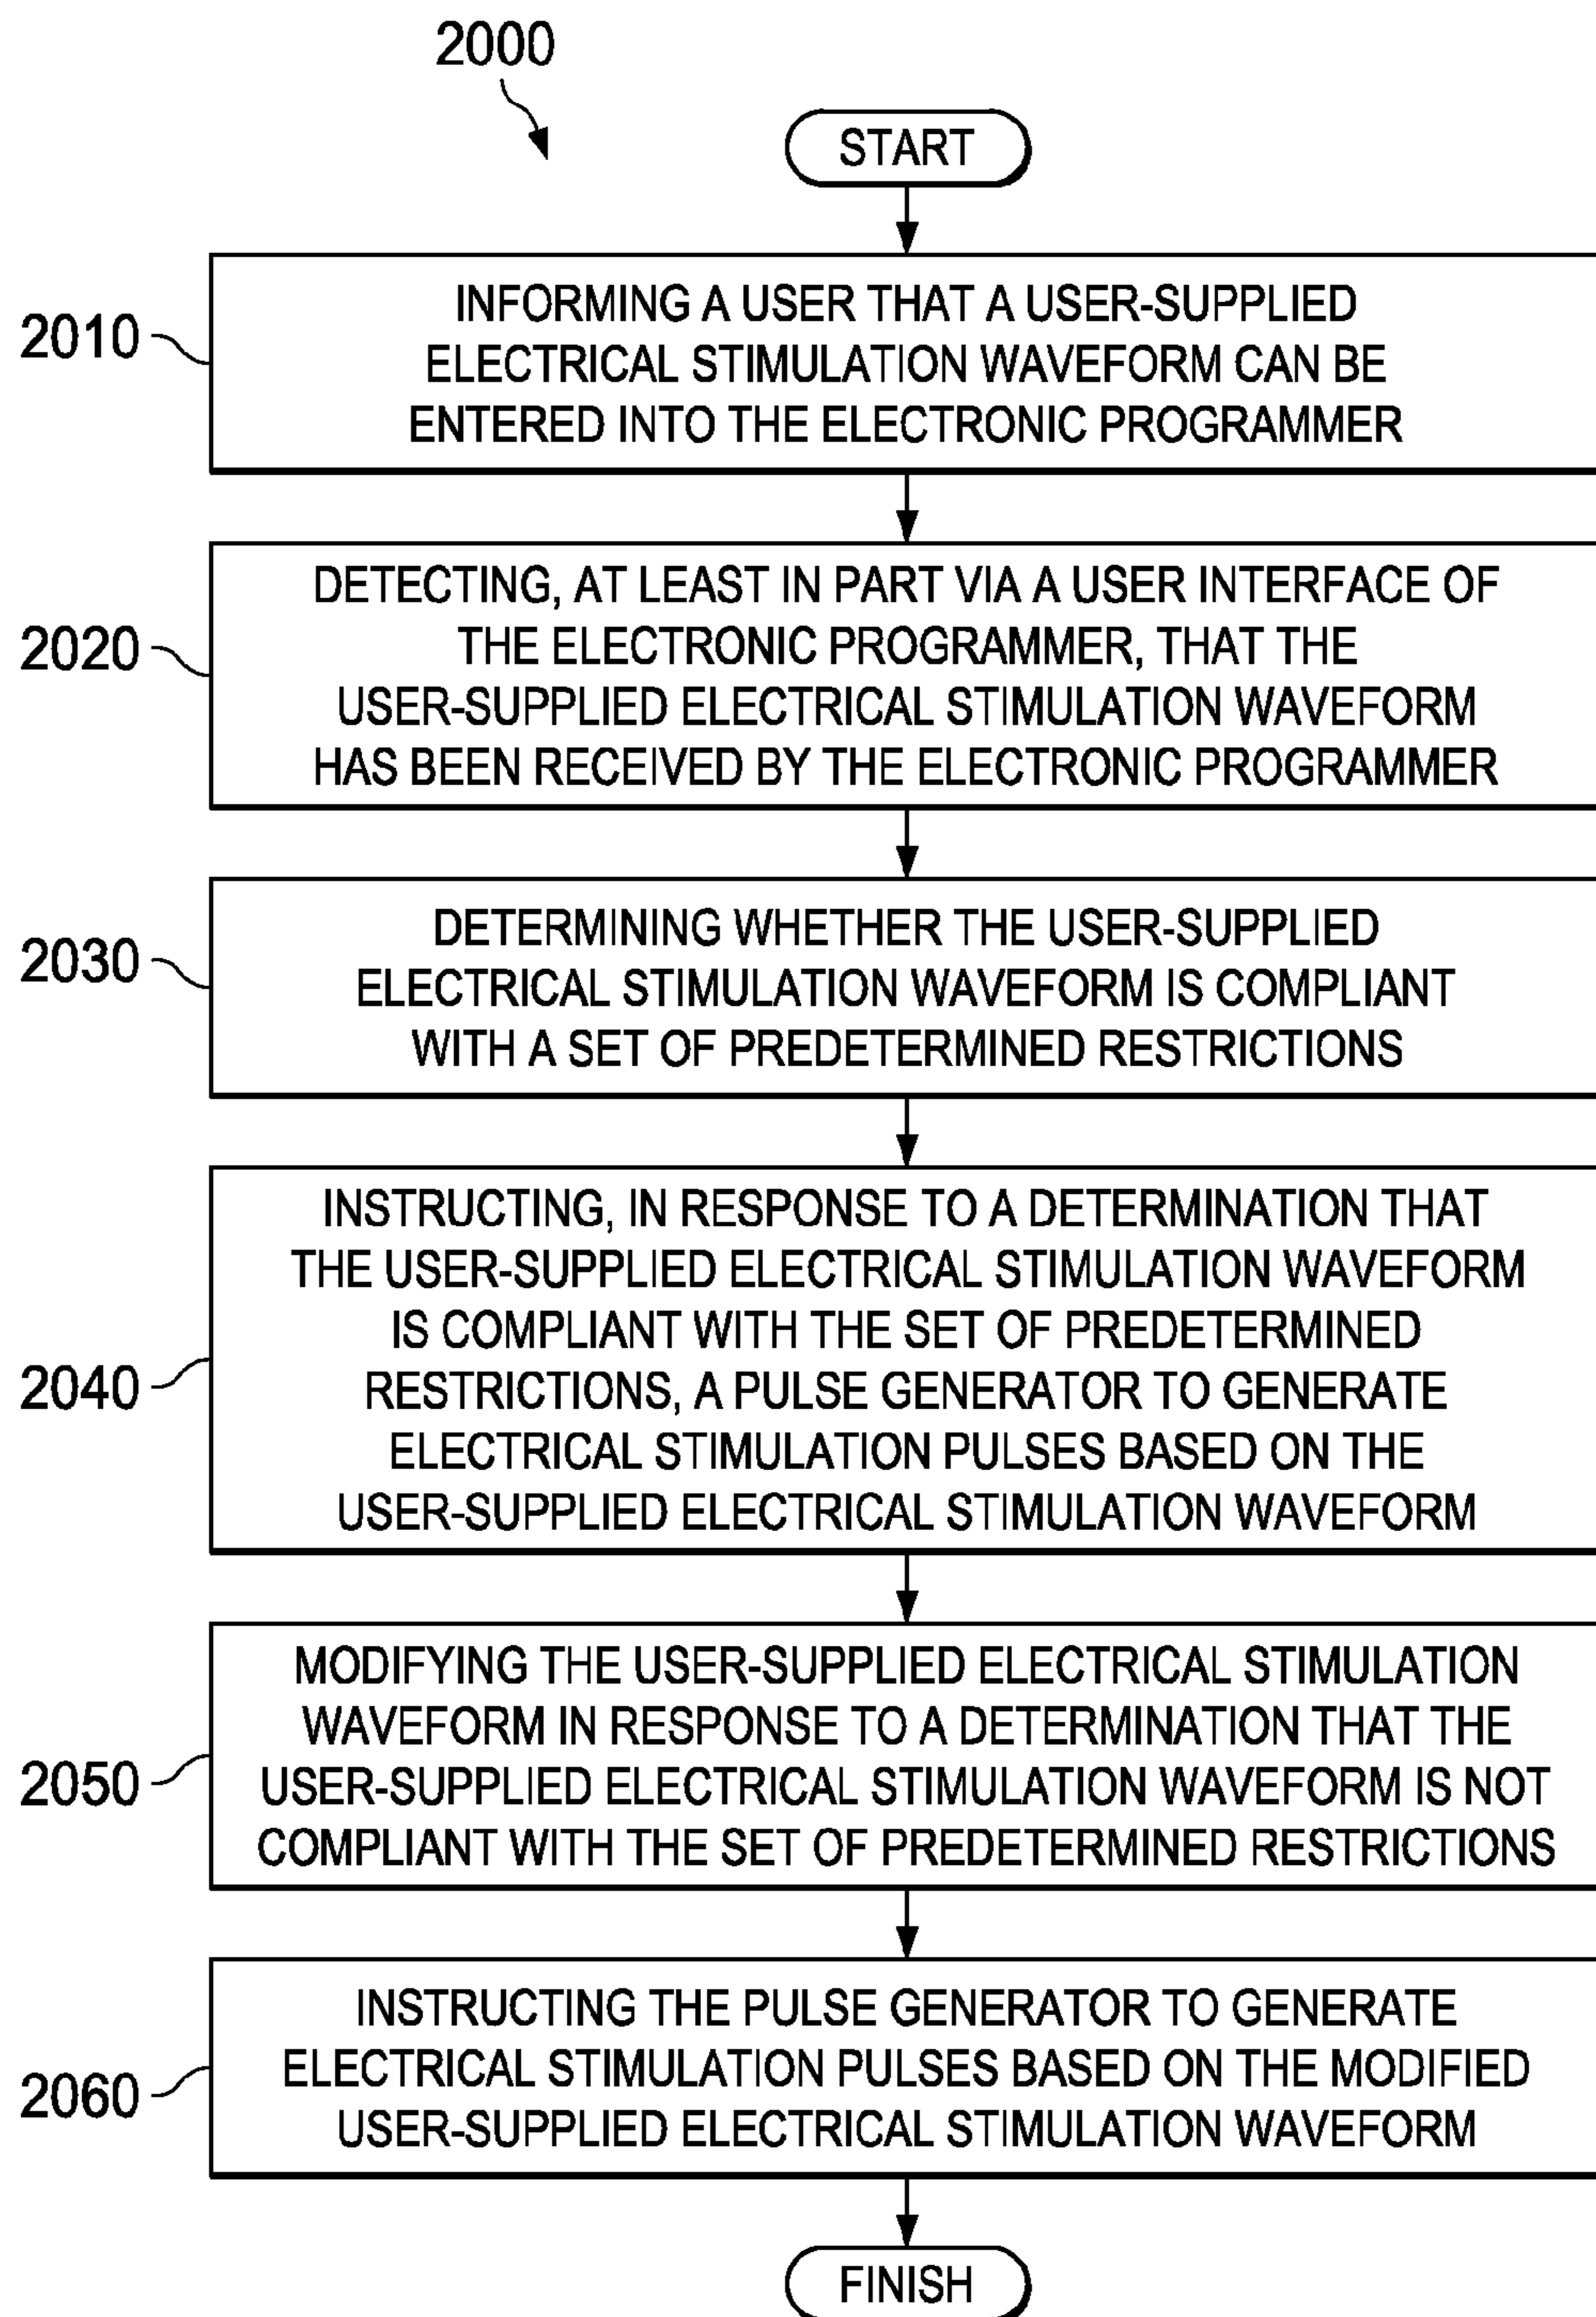 2000
START
2010
INFORMING A USER THAT A USER-SUPPLIED
ELECTRICAL STIMULATION WAVEFORM CAN BE
ENTERED INTO THE ELECTRONIC PROGRAMMER
2020
DETECTING, AT LEAST IN PART VIA A USER INTERFACE OF
THE ELECTRONIC PROGRAMMER, THAT THE
USER-SUPPLIED ELECTRICAL STIMULATION WAVEFORM
HAS BEEN RECEIVED BY THE ELECTRONIC PROGRAMMER
2030
DETERMINING WHETHER THE USER-SUPPLIED
ELECTRICAL STIMULATION WAVEFORM IS COMPLIANT
WITH A SET OF PREDETERMINED RESTRICTIONS
2040
INSTRUCTING, IN RESPONSE TO A DETERMINATION THAT
THE USER-SUPPLIED ELECTRICAL STIMULATION WAVEFORM
IS COMPLIANT WITH THE SET OF PREDETERMINED
RESTRICTIONS, A PULSE GENERATOR TO GENERATE
ELECTRICAL STIMULATION PULSES BASED ON THE
USER-SUPPLIED ELECTRICAL STIMULATION WAVEFORM
2050
MODIFYING THE USER-SUPPLIED ELECTRICAL STIMULATION
WAVEFORM IN RESPONSE TO A DETERMINATION THAT THE
USER-SUPPLIED ELECTRICAL STIMULATION WAVEFORM IS NOT
COMPLIANT WITH THE SET OF PREDETERMINED RESTRICTIONS
2060
INSTRUCTING THE PULSE GENERATOR TO GENERATE
ELECTRICAL STIMULATION PULSES BASED ON THE MODIFIED
USER-SUPPLIED ELECTRICAL STIMULATION WAVEFORM
FINISH